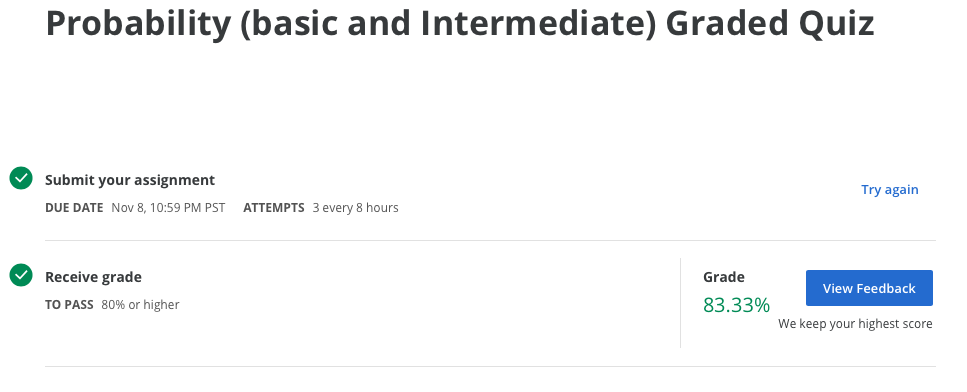 Probability (basic and Intermediate) Graded Quiz
Submit your assignment
DUE DATE Nov 8, 10:59 PM PST ATTEMPTS 3 every 8 hours
Try again
Receive grade
TO PASS 80% or higher
Grade
83.33%
View Feedback
We keep your highest score